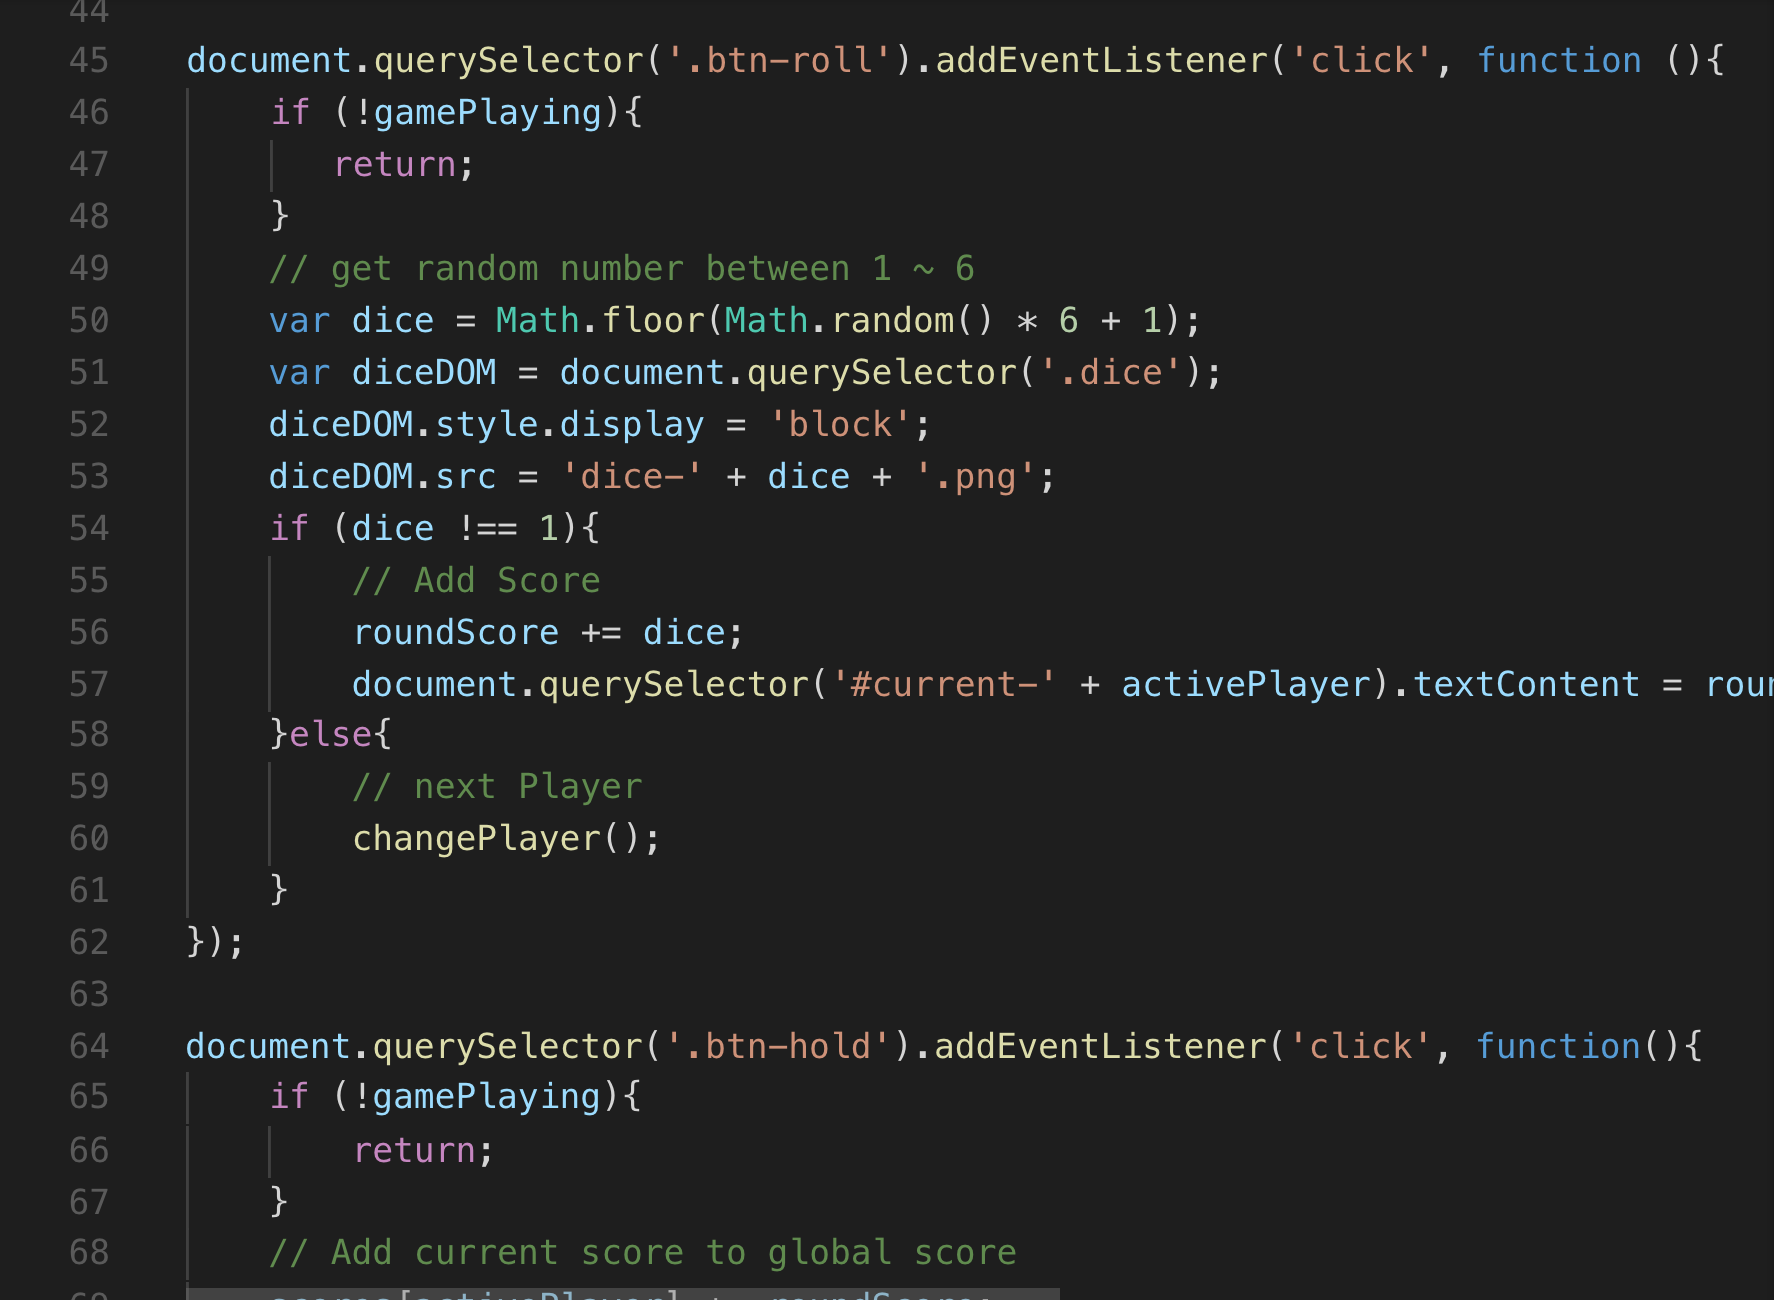 44
45 document.querySelector('.btn-roll').addEventListener('click', function (){
46 if (!gamePlaying){
47 return;
48 }
49 // get random number between 1 ~ 6
50 var dice = Math.floor(Math.random() * 6 + 1);
51 var diceDOM = document.querySelector('.dice');
52 diceDOM.style.display = 'block';
53 diceDOM.src = 'dice-' + dice + '.png';
54 if (dice !== 1){
55 // Add Score
56 roundScore += dice;
57 document.querySelector('#current-' + activePlayer).textContent = roun
58 }else{
59 // next Player
60 changePlayer();
61 }
62 });
63
64 document.querySelector('.btn-hold').addEventListener('click', function(){
65 if (!gamePlaying){
66 return;
67 }
68 // Add current score to global score
69 scores[activePlayer] += roundScore;